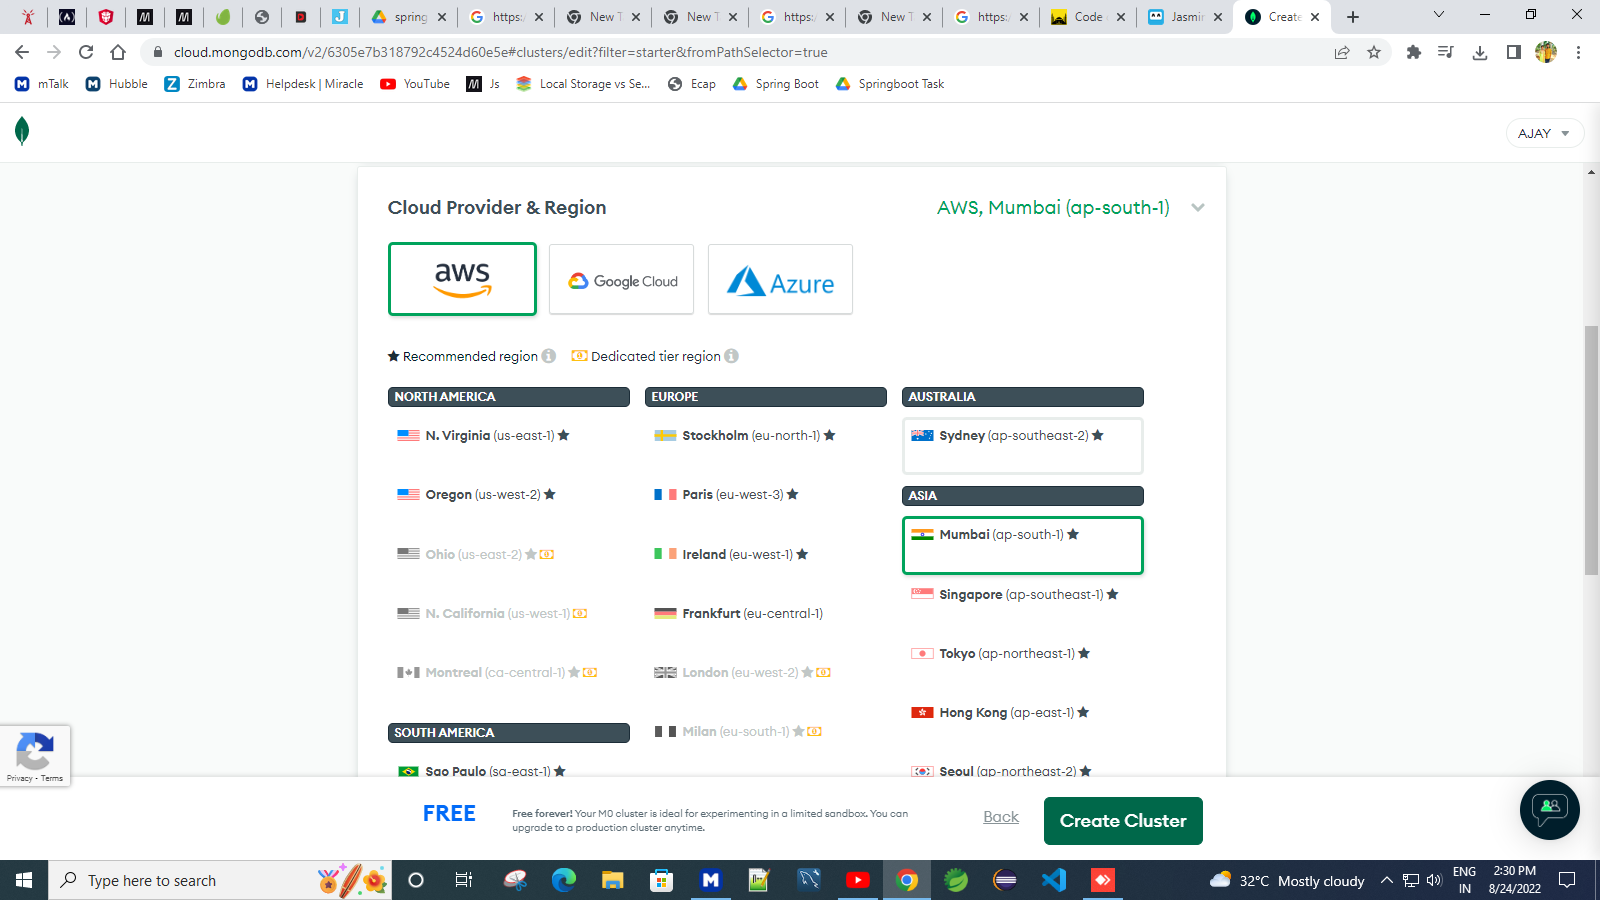 spring
https:/
New T
New T
https:/
New T
https:/
Code
Jasmin
Create
cloud.mongodb.com/v2/6305e7b318792c4524d60e5e#clusters/edit?filter=starter&fromPathSelector=true
mTalk
Hubble
Zimbra
Helpdesk | Miracle
YouTube
Js
Local Storage vs Se...
Ecap
Spring Boot
Springboot Task
AJAY
Cloud Provider & Region
AWS, Mumbai (ap-south-1)
aws
Google Cloud
Azure
Recommended region
Dedicated tier region
NORTH AMERICA
N. Virginia (us-east-1)
Oregon (us-west-2)
Ohio (us-east-2)
N. California (us-west-1)
Montreal (ca-central-1)
SOUTH AMERICA
Sao Paulo (sa-east-1)
EUROPE
Stockholm (eu-north-1)
Paris (eu-west-3)
Ireland (eu-west-1)
Frankfurt (eu-central-1)
London (eu-west-2)
Milan (eu-south-1)
AUSTRALIA
Sydney (ap-southeast-2)
ASIA
Mumbai (ap-south-1)
Singapore (ap-southeast-1)
Tokyo (ap-northeast-1)
Hong Kong (ap-east-1)
Seoul (ap-northeast-2)
Privacy - Terms
FREE
Free forever! Your M0 cluster is ideal for experimenting in a limited sandbox. You can
upgrade to a production cluster anytime.
Back
Create Cluster
Type here to search
32°C Mostly cloudy
ENG
IN
2:30 PM
8/24/2022